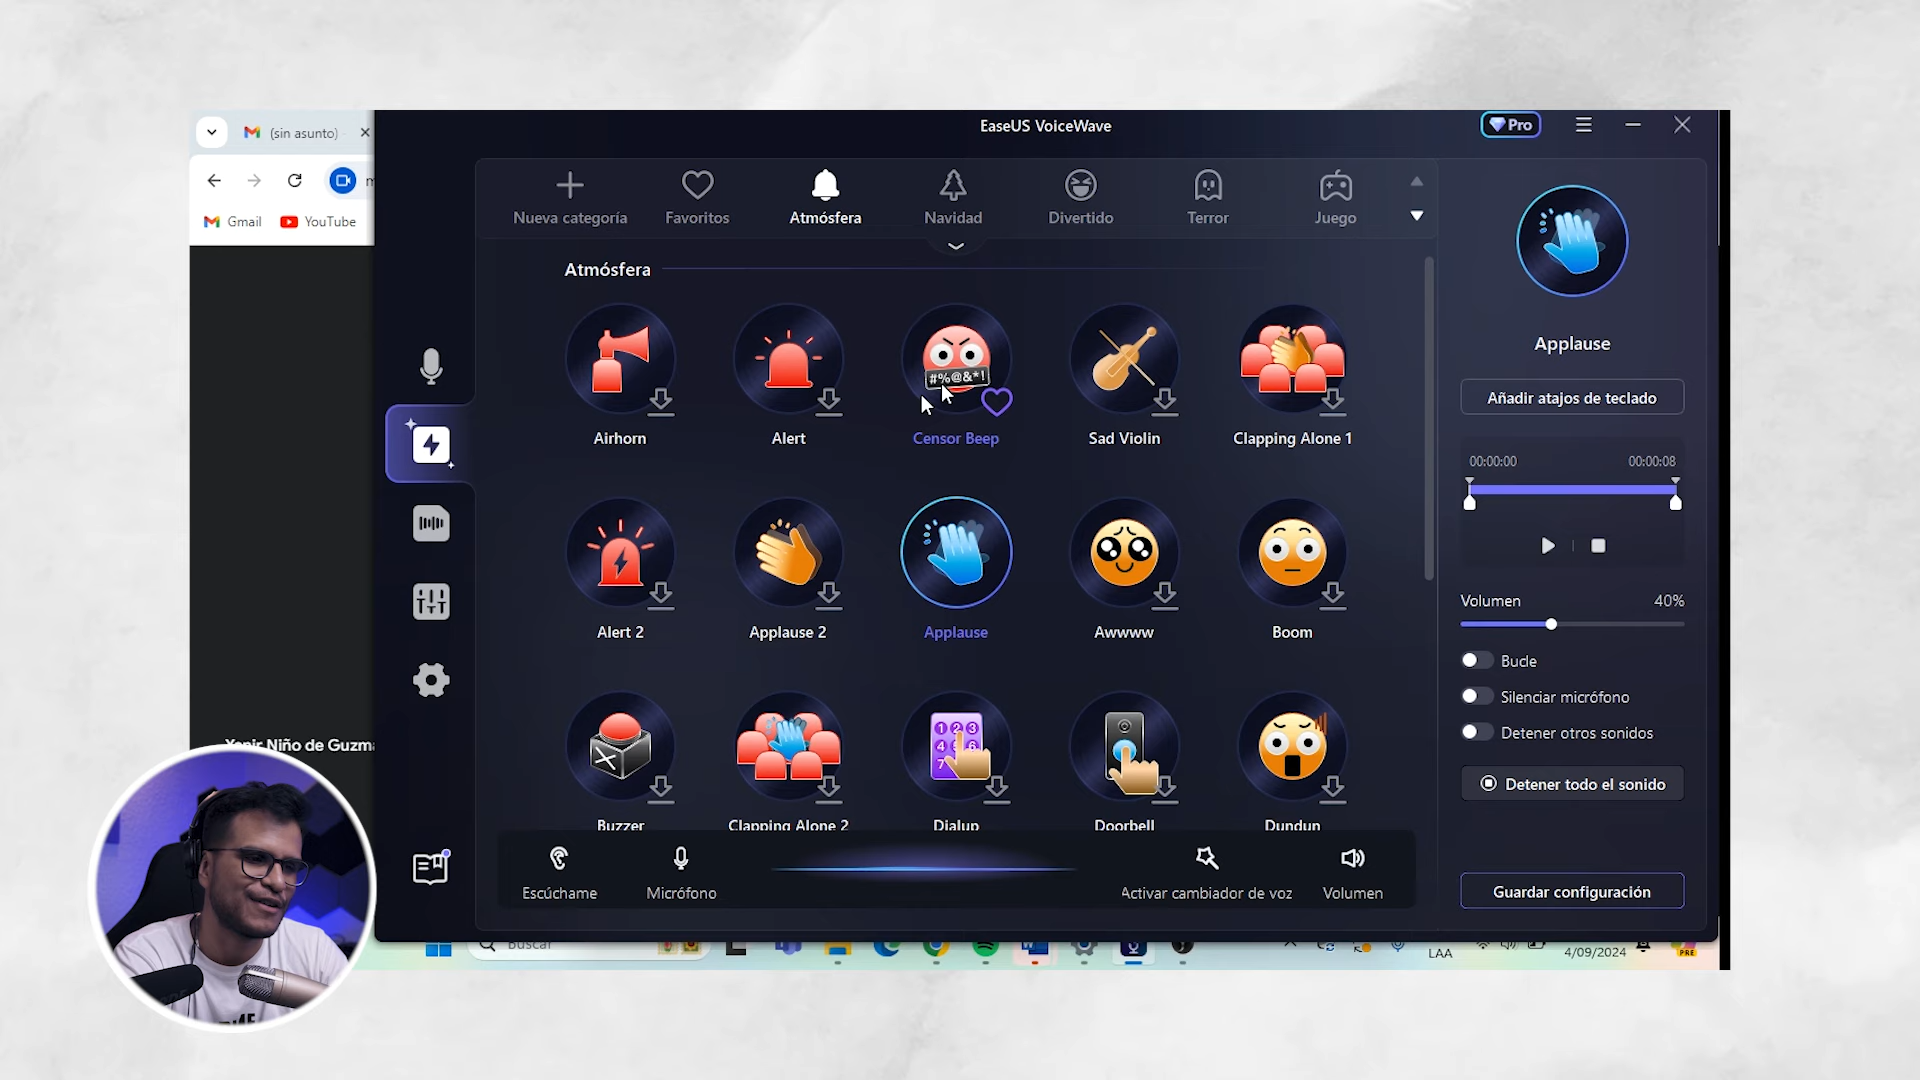 (sin asunto)
EaseUS VoiceWave
Pro
Nueva categoría
Favoritos
Atmósfera
Navidad
Divertido
Terror
Juego
Gmail
YouTube
Atmósfera
#%@&*!
Airhorn
Alert
Censor Beep
Sad Violin
Clapping Alone 1
Applause
Añadir atajos de teclado
00:00:00
00:00:08
Alert 2
Applause 2
Applause
Awwww
Boom
Volumen
40%
Bucle
Silenciar micrófono
Detener otros sonidos
Detener todo el sonido
Buzzer
Clapping Alone 2
Dialup
Doorbell
Dundun
Yenir Niño de Guzma
Escúchame
Micrófono
Activar cambiador de voz
Volumen
Guardar configuración
Buscar
LAA
4/09/2024
PRE